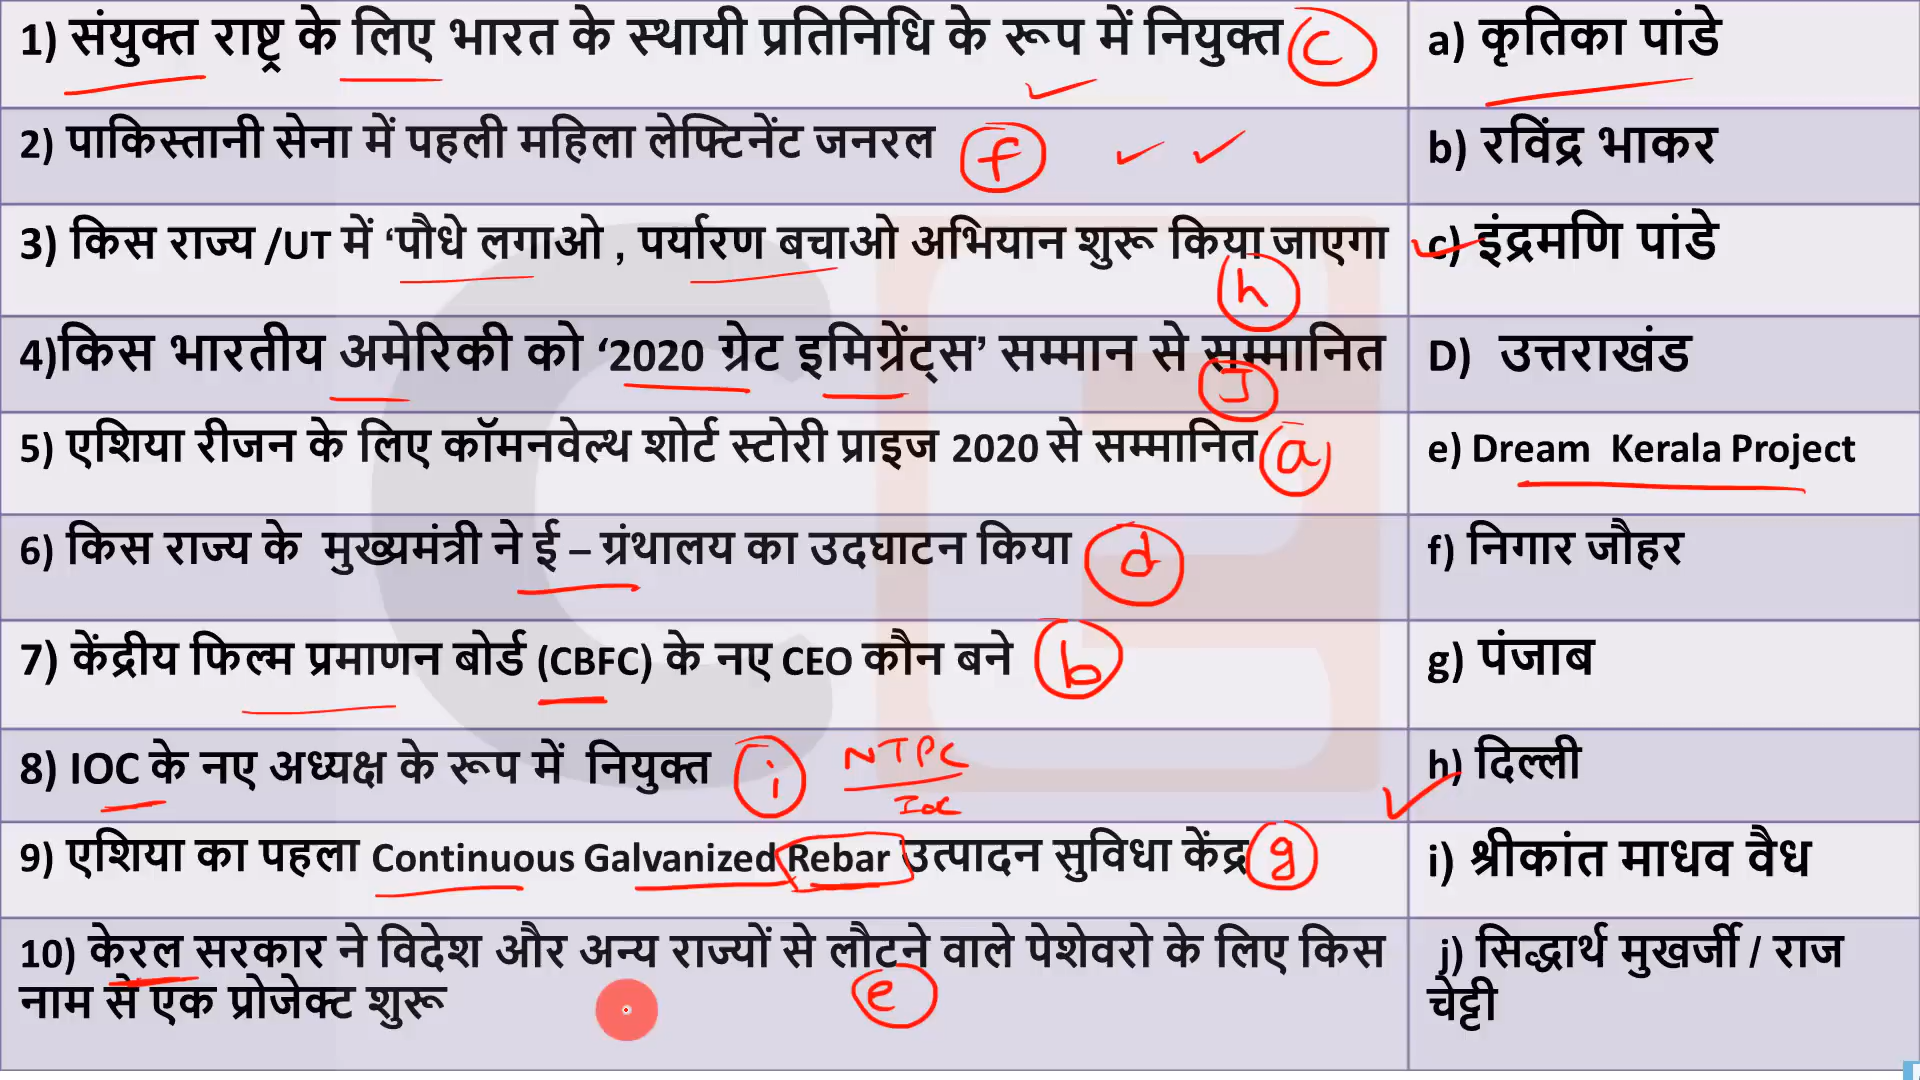 1) संयुक्त राष्ट्र के लिए भारत के स्थायी प्रतिनिधि के रूप में नियुक्त C
a) कृतिका पांडे
2) पाकिस्तानी सेना में पहली महिला लेफ्टिनेंट जनरल f
b) रविंद्र भाकर
3) किस राज्य /UT में ‘पौधे लगाओ , पर्यारण बचाओ अभियान शुरू किया जाएगा h
c) इंद्रमणि पांडे
4)किस भारतीय अमेरिकी को ‘2020 ग्रेट इमिग्रेंट्स’ सम्मान से सम्मानित J
D) उत्तराखंड
5) एशिया रीजन के लिए कॉमनवेल्थ शोर्ट स्टोरी प्राइज 2020 से सम्मानित a
e) Dream Kerala Project
6) किस राज्य के मुख्यमंत्री ने ई – ग्रंथालय का उदघाटन किया d
f) निगार जौहर
7) केंद्रीय फिल्म प्रमाणन बोर्ड (CBFC) के नए CEO कौन बने b
g) पंजाब
8) IOC के नए अध्यक्ष के रूप में नियुक्त i NTPC
IOC
h) दिल्ली
9) एशिया का पहला Continuous Galvanized Rebar उत्पादन सुविधा केंद्र g
i) श्रीकांत माधव वैध
10) केरल सरकार ने विदेश और अन्य राज्यों से लौटने वाले पेशेवरो के लिए किस
नाम से एक प्रोजेक्ट शुरू e
j) सिद्धार्थ मुखर्जी / राज
चेट्टी